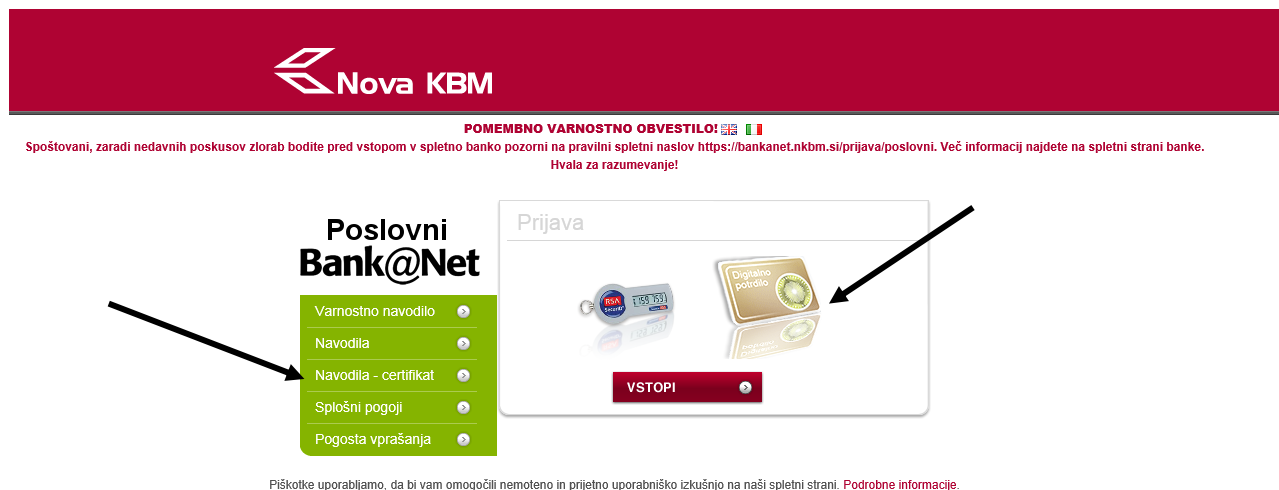 Nova KBM
POMEMBNO VARNOSTNO OBVESTILO!
Spoštovani, zaradi nedavnih poskusov zlorab bodite pred vstopom v spletno banko pozorni na pravilni spletni naslov https://bankanet.nkbm.si/prijava/poslovni. Več informacij najdete na spletni strani banke.
Hvala za razumevanje!
Poslovni
Bank@Net
Varnostno navodilo
Navodila
Navodila - certifikat
Splošni pogoji
Pogosta vprašanja
Prijava
RSA
SecurID
159 759
Digitalno
potrdilo
VSTOPI
Piškotke uporabljamo, da bi vam omogočili nemoteno in prijetno uporabniško izkušnjo na naši spletni strani. Podrobne informacije.